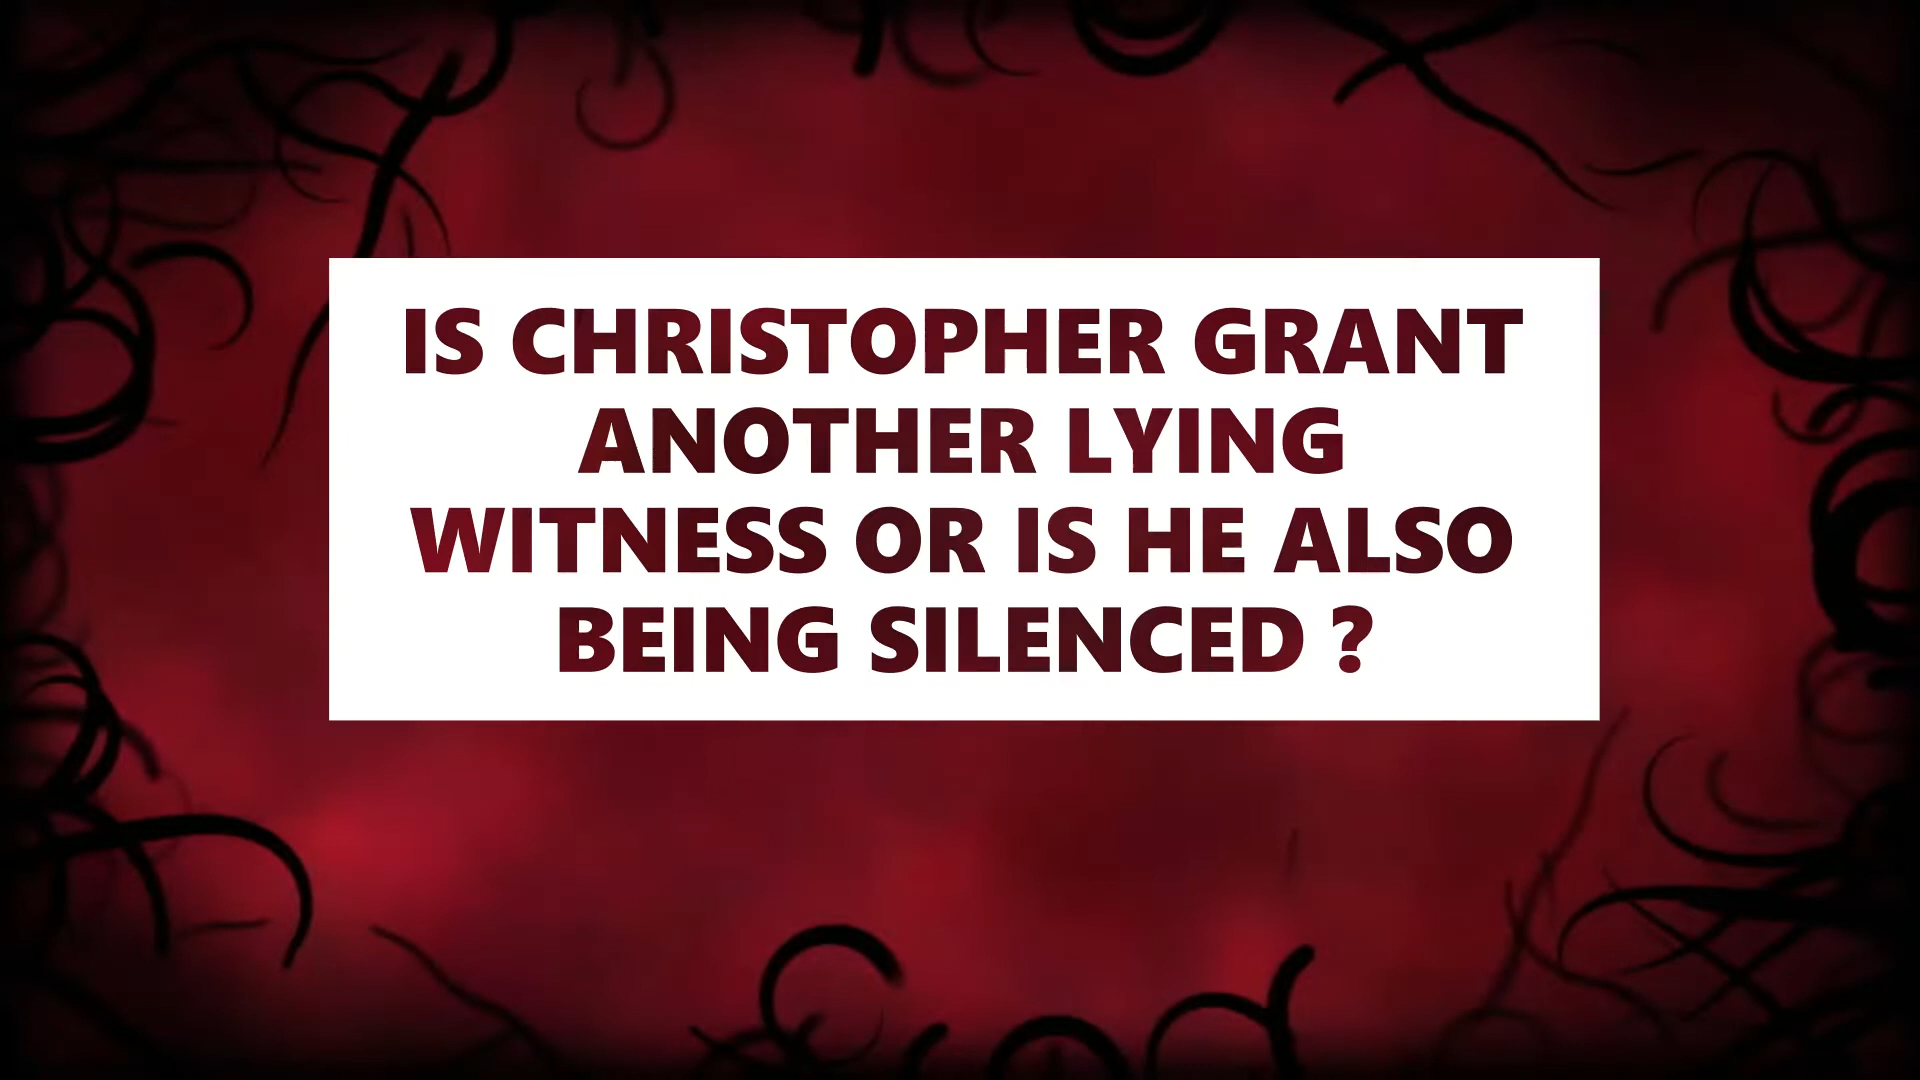 IS CHRISTOPHER GRANT
ANOTHER LYING
WITNESS OR IS HE ALSO
BEING SILENCED ?